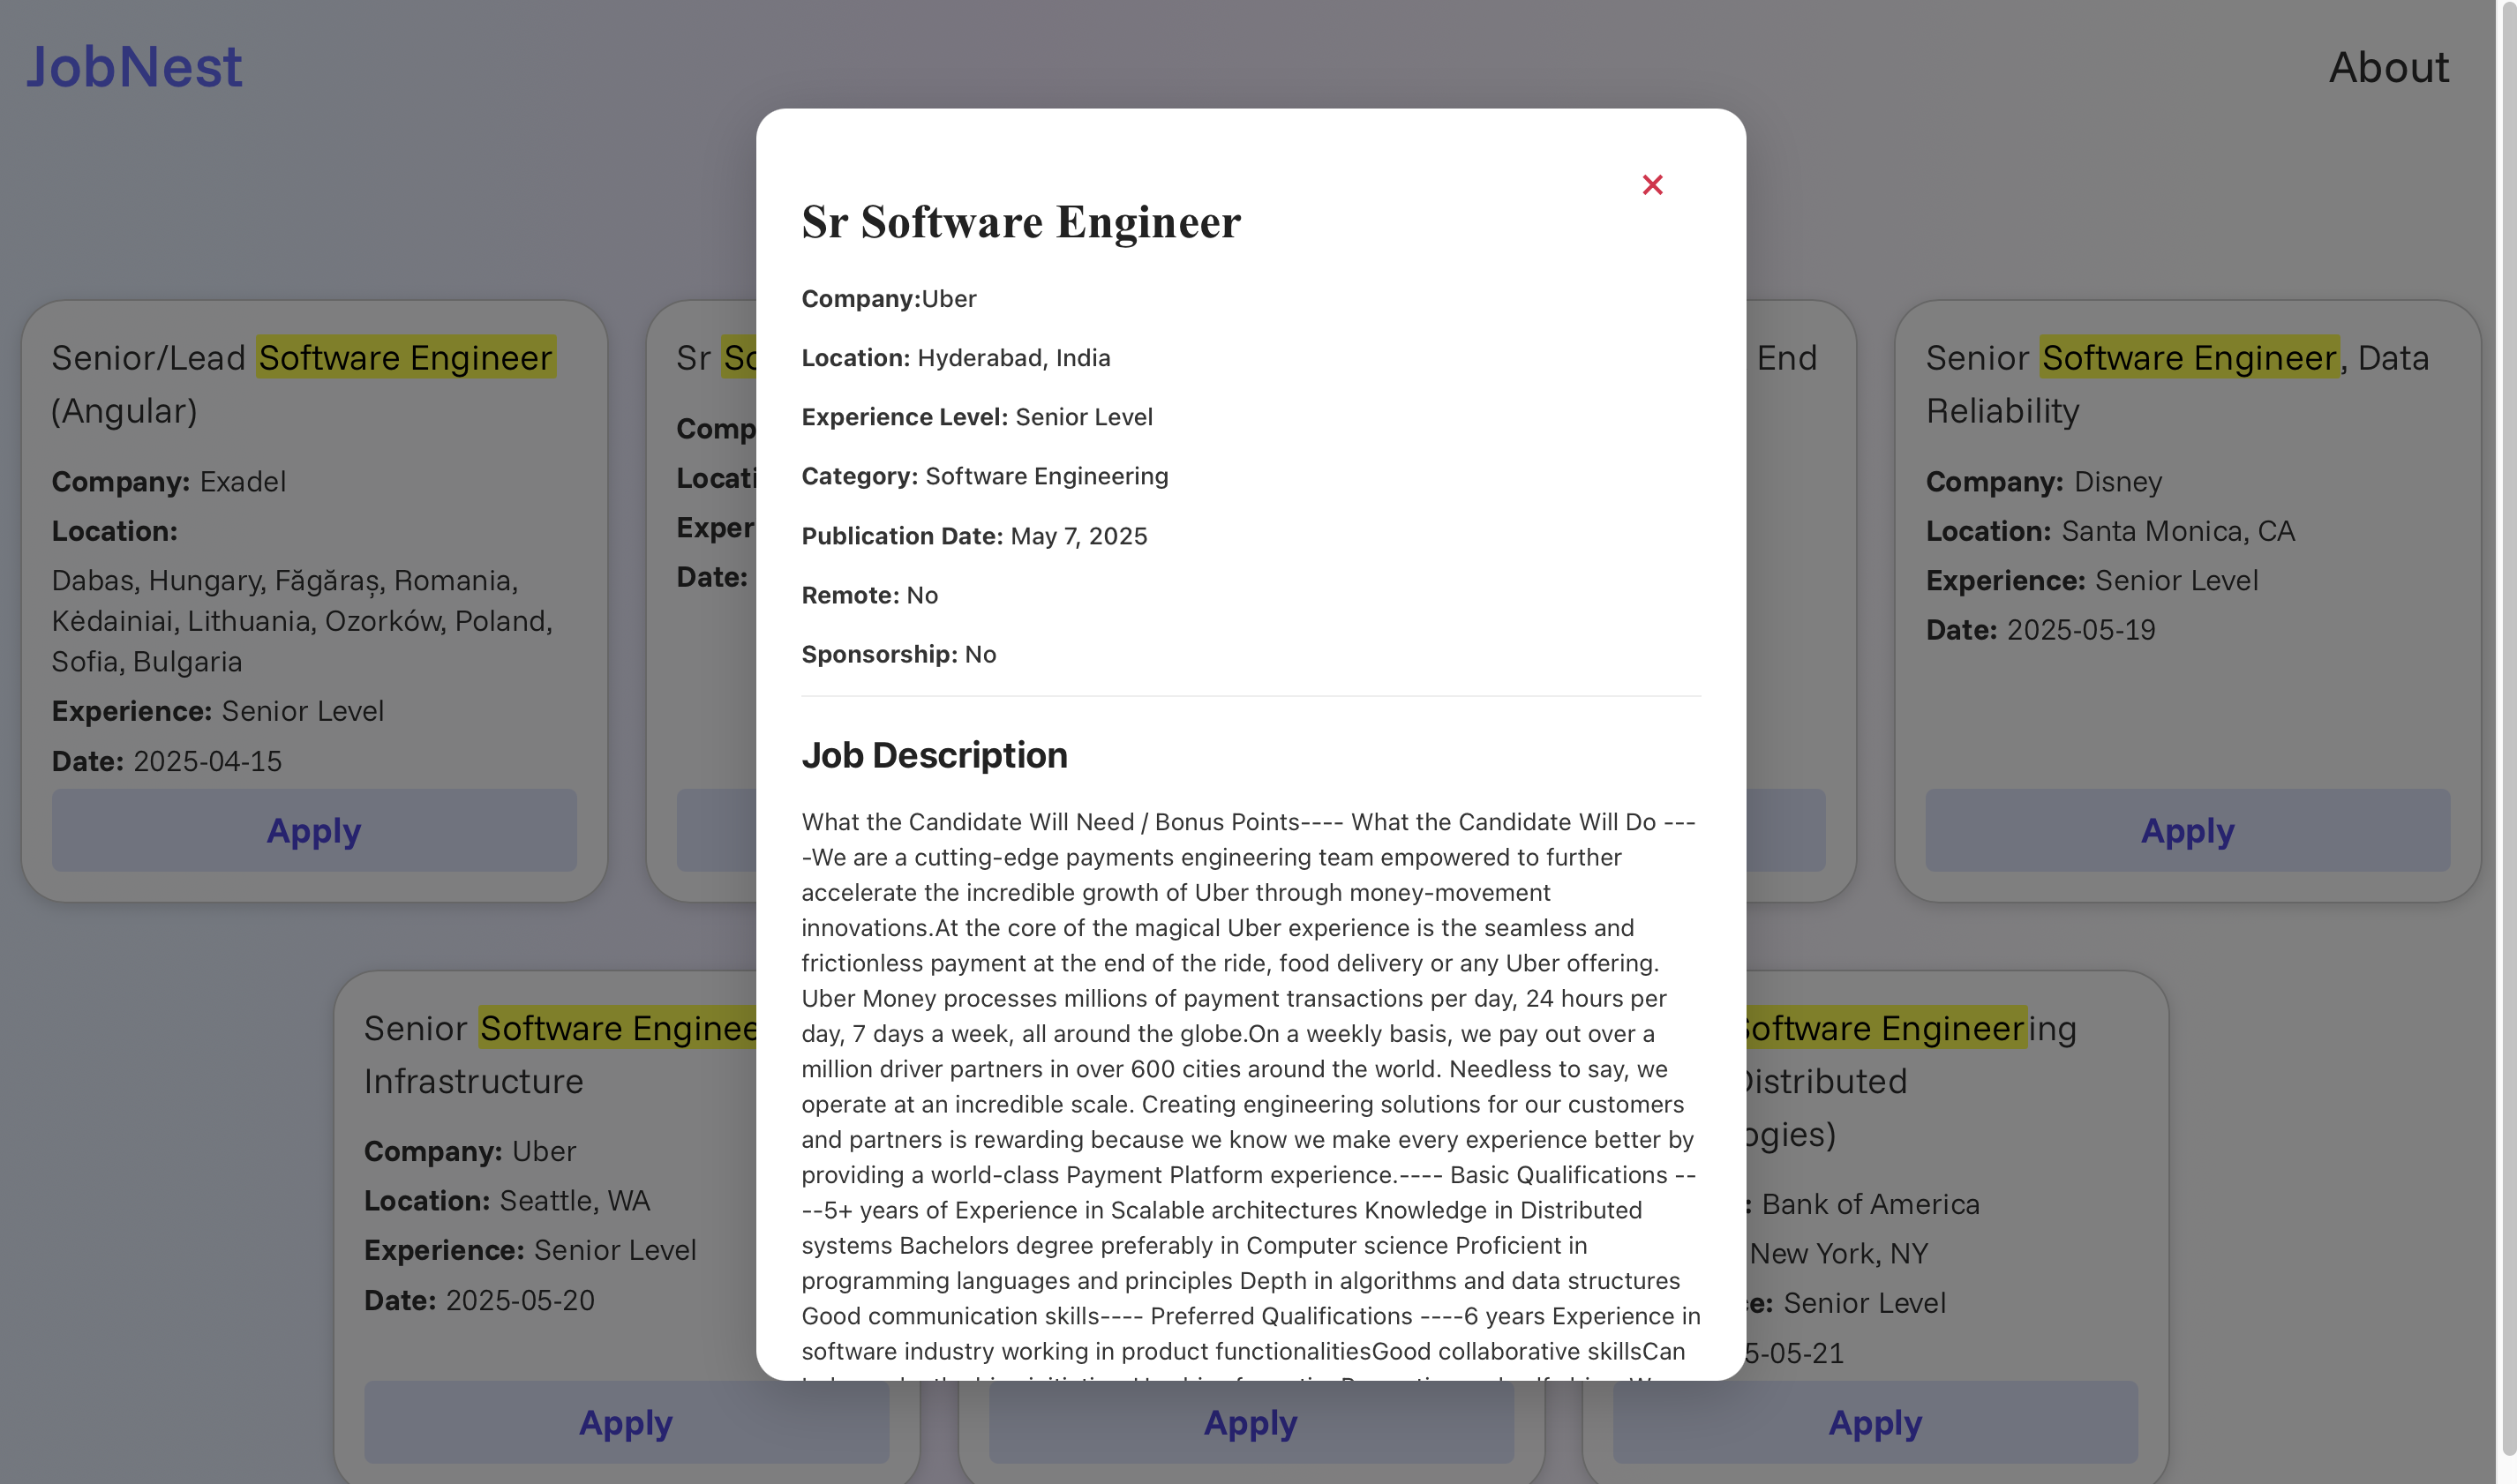 JobNest
About
Senior/Lead Software Engineer
(Angular)
Company: Exadel
Location:
Dabas, Hungary, Făgăraș, Romania,
Kėdainiai, Lithuania, Ozorków, Poland,
Sofia, Bulgaria
Experience: Senior Level
Date: 2025-04-15
Apply
Sr
Date:
Sr Software Engineer
Company:Uber
Location: Hyderabad, India
Experience Level: Senior Level
Category: Software Engineering
Publication Date: May 7, 2025
Remote: No
Sponsorship: No
Job Description
What the Candidate Will Need / Bonus Points---- What the Candidate Will Do ---
-We are a cutting-edge payments engineering team empowered to further
accelerate the incredible growth of Uber through money-movement
innovations.At the core of the magical Uber experience is the seamless and
frictionless payment at the end of the ride, food delivery or any Uber offering.
Uber Money processes millions of payment transactions per day, 24 hours per
day, 7 days a week, all around the globe.On a weekly basis, we pay out over a
million driver partners in over 600 cities around the world. Needless to say, we
operate at an incredible scale. Creating engineering solutions for our customers
and partners is rewarding because we know we make every experience better by
providing a world-class Payment Platform experience.---- Basic Qualifications --
--5+ years of Experience in Scalable architectures Knowledge in Distributed
systems Bachelors degree preferably in Computer science Proficient in
programming languages and principles Depth in algorithms and data structures
Good communication skills---- Preferred Qualifications ----6 years Experience in
software industry working in product functionalitiesGood collaborative skillsCan
End
Senior Software Engineer, Data
Reliability
Company: Disney
Location: Santa Monica, CA
Experience: Senior Level
Date: 2025-05-19
Apply
Senior Software Enginee
Infrastructure
Company: Uber
Location: Seattle, WA
Experience: Senior Level
Date: 2025-05-20
Apply
Apply
Software Engineering
Distributed
ogies)
: Bank of America
New York, NY
ce: Senior Level
5-05-21
Apply